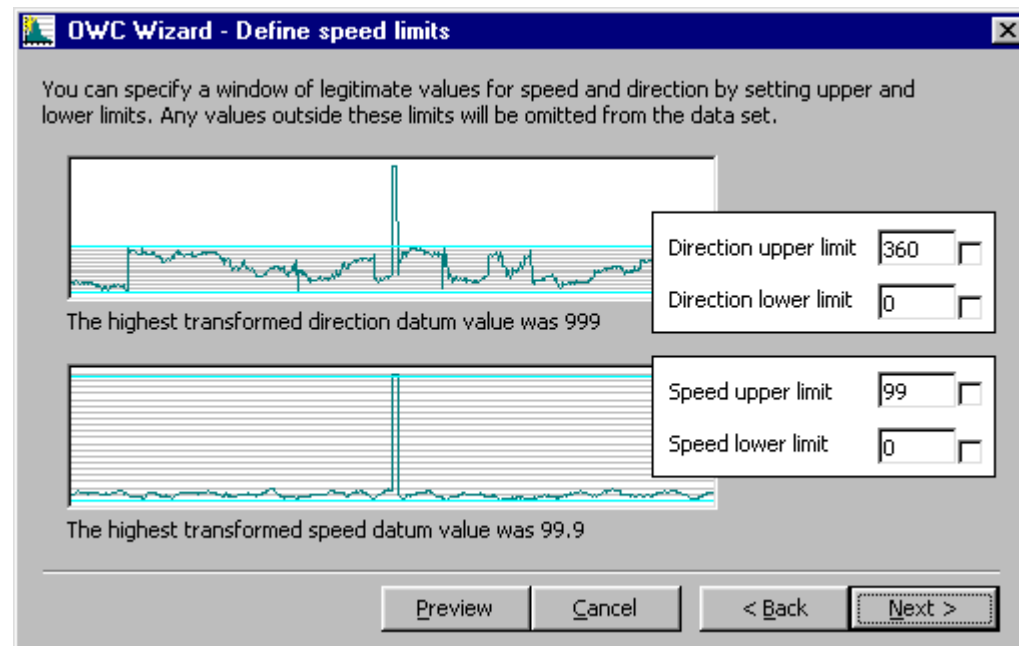 OWC Wizard - Define speed limits
You can specify a window of legitimate values for speed and direction by setting upper and
lower limits. Any values outside these limits will be omitted from the data set.
Direction upper limit 360
Direction lower limit 0
The highest transformed direction datum value was 999
Speed upper limit 99
Speed lower limit 0
The highest transformed speed datum value was 99.9
Preview Cancel < Back Next >